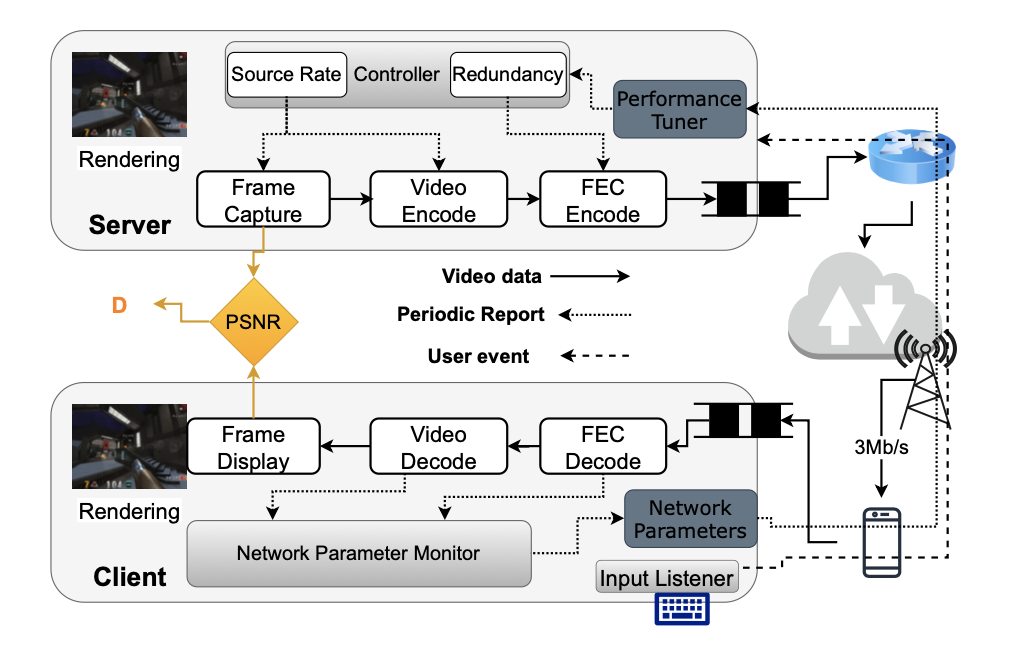 Source Rate
Controller
Redundancy
Performance
Tuner
Rendering
Frame
Capture
Video
Encode
FEC
Encode
Server
Video data
D
PSNR
Periodic Report
User event
Frame
Display
Video
Decode
FEC
Decode
3Mb/s
Rendering
Network
Parameters
Network Parameter Monitor
Client
Input Listener